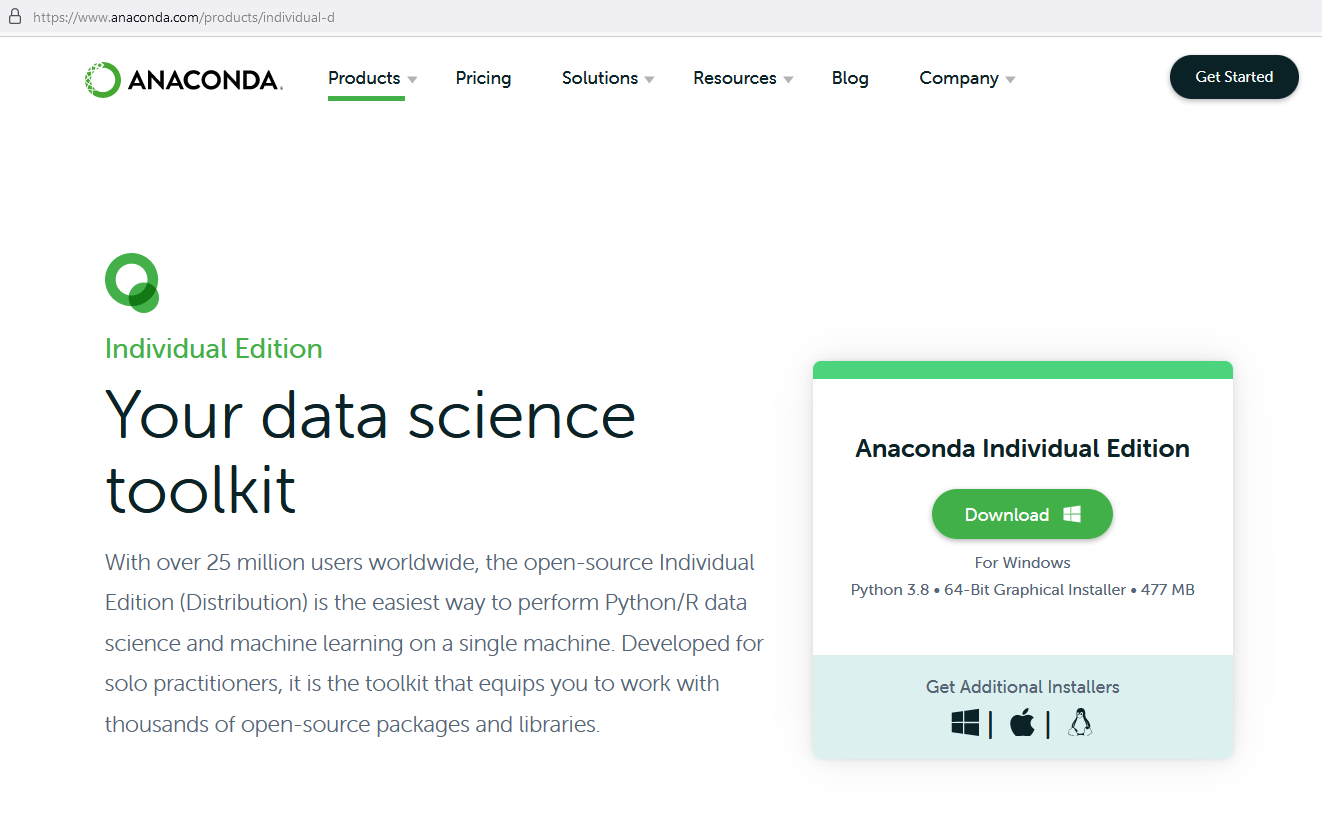 https://www.anaconda.com/products/individual-d
ANACONDA.
Products
Pricing
Solutions
Resources
Blog
Company
Get Started
Individual Edition
Your data science
toolkit
With over 25 million users worldwide, the open-source Individual
Edition (Distribution) is the easiest way to perform Python/R data
science and machine learning on a single machine. Developed for
solo practitioners, it is the toolkit that equips you to work with
thousands of open-source packages and libraries.
Anaconda Individual Edition
Download
For Windows
Python 3.8 • 64-Bit Graphical Installer • 477 MB
Get Additional Installers